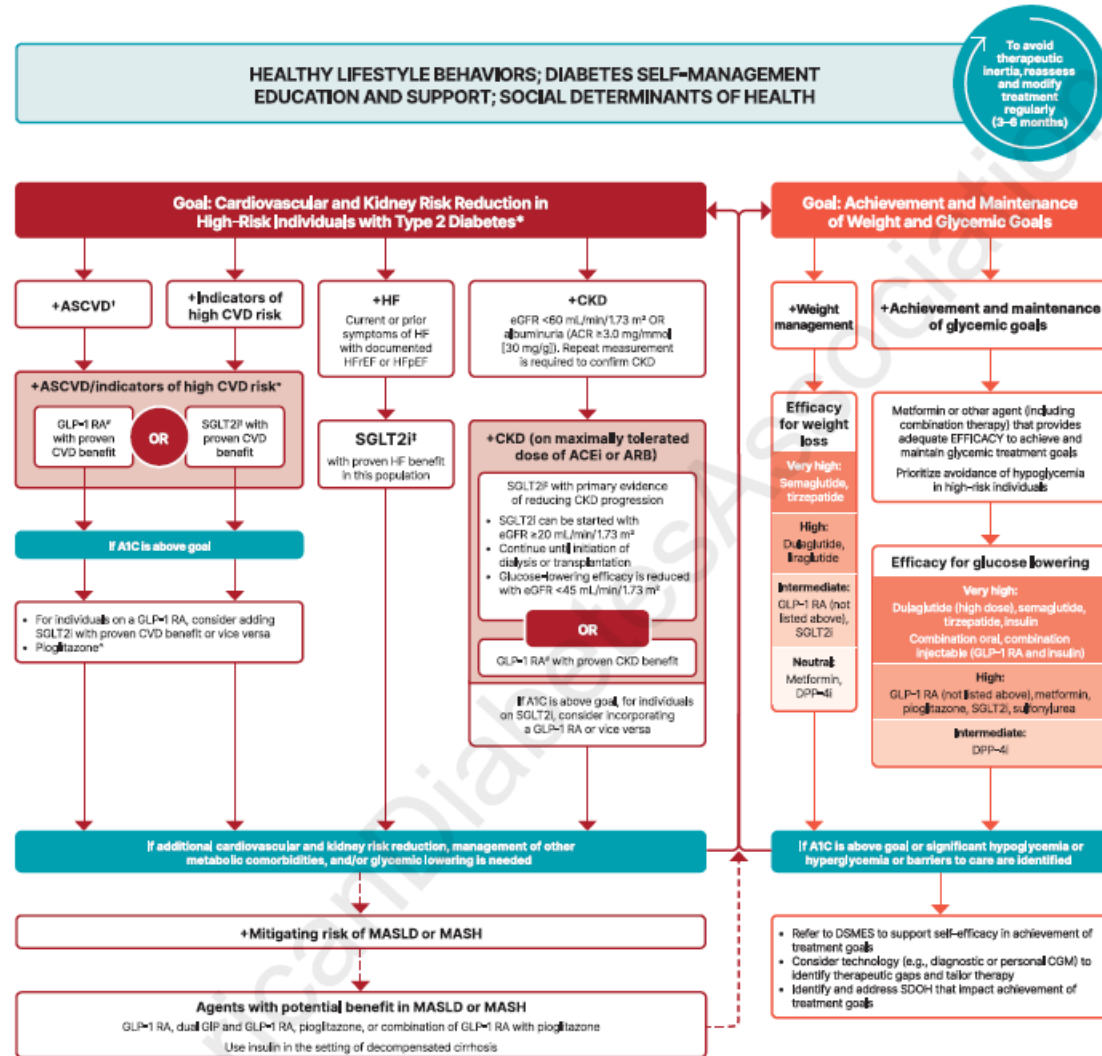 HEALTHY LIFESTYLE BEHAVIORS; DIABETES SELF-MANAGEMENT
EDUCATION AND SUPPORT; SOCIAL DETERMINANTS OF HEALTH
To avoid
therapeutic
inertia, reassess
and modify
treatment
regularly
(3–6 months)
Goal: Cardiovascular and Kidney Risk Reduction in
High-Risk Individuals with Type 2 Diabetes*
+ASCVD†
+Indicators of
high CVD risk
+ASCVD/indicators of high CVD risk*
GLP-1 RA#
with proven
CVD benefit
OR
SGLT2i‡ with
proven CVD
benefit
If A1C is above goal
• For individuals on a GLP-1 RA, consider adding
SGLT2i with proven CVD benefit or vice versa
• Pioglitazone^
+HF
Current or prior
symptoms of HF
with documented
HFrEF or HFpEF
SGLT2i‡
with proven HF benefit
in this population
+CKD
eGFR <60 mL/min/1.73 m² OR
albuminuria (ACR ≥3.0 mg/mmol
[30 mg/g]). Repeat measurement
is required to confirm CKD
+CKD (on maximally tolerated
dose of ACEi or ARB)
SGLT2i‡ with primary evidence
of reducing CKD progression
• SGLT2i can be started with
eGFR ≥20 mL/min/1.73 m²
• Continue until initiation of
dialysis or transplantation
• Glucose-lowering efficacy is reduced
with eGFR <45 mL/min/1.73 m²
OR
GLP-1 RA# with proven CKD benefit
If A1C is above goal, for individuals
on SGLT2i, consider incorporating
a GLP-1 RA or vice versa
If additional cardiovascular and kidney risk reduction, management of other
metabolic comorbidities, and/or glycemic lowering is needed
+Mitigating risk of MASLD or MASH
Agents with potential benefit in MASLD or MASH
GLP-1 RA, dual GIP and GLP-1 RA, pioglitazone, or combination of GLP-1 RA with pioglitazone
Use insulin in the setting of decompensated cirrhosis
Goal: Achievement and Maintenance
of Weight and Glycemic Goals
+Weight
management
Efficacy
for weight
loss
Very high:
Semaglutide,
tirzepatide
High:
Dulaglutide,
liraglutide
Intermediate:
GLP-1 RA (not
listed above),
SGLT2i
Neutral:
Metformin,
DPP-4i
+Achievement and maintenance
of glycemic goals
Metformin or other agent (including
combination therapy) that provides
adequate EFFICACY to achieve and
maintain glycemic treatment goals
Prioritize avoidance of hypoglycemia
in high-risk individuals
Efficacy for glucose lowering
Very high:
Dulaglutide (high dose), semaglutide,
tirzepatide, insulin
Combination oral, combination
injectable (GLP-1 RA and insulin)
High:
GLP-1 RA (not listed above), metformin,
pioglitazone, SGLT2i, sulfonylurea
Intermediate:
DPP-4i
If A1C is above goal or significant hypoglycemia or
hyperglycemia or barriers to care are identified
• Refer to DSMES to support self-efficacy in achievement of
treatment goals
• Consider technology (e.g., diagnostic or personal CGM) to
identify therapeutic gaps and tailor therapy
• Identify and address SDOH that impact achievement of
treatment goals
ricanDiabetesAssociation